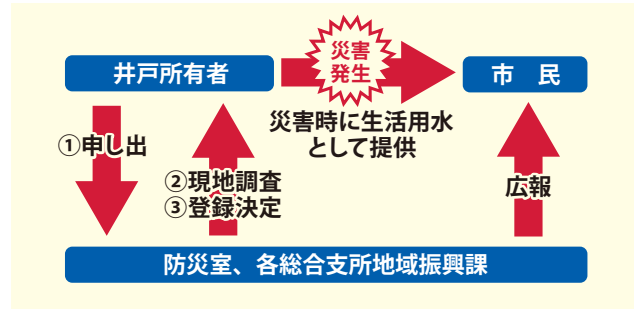 災害
発生
井戸所有者
市　民
災害時に生活用水
として提供
①申し出
②現地調査
③登録決定
広報
防災室、各総合支所地域振興課